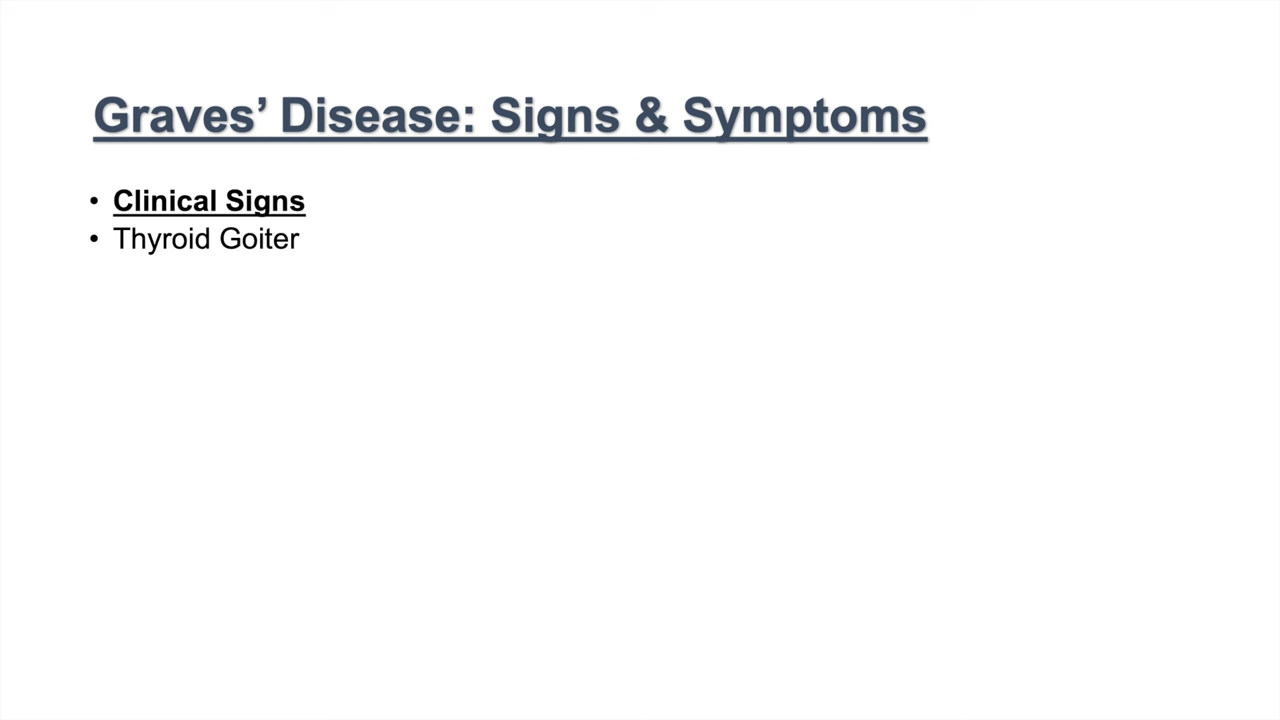 Graves’ Disease: Signs & Symptoms
• Clinical Signs
• Thyroid Goiter